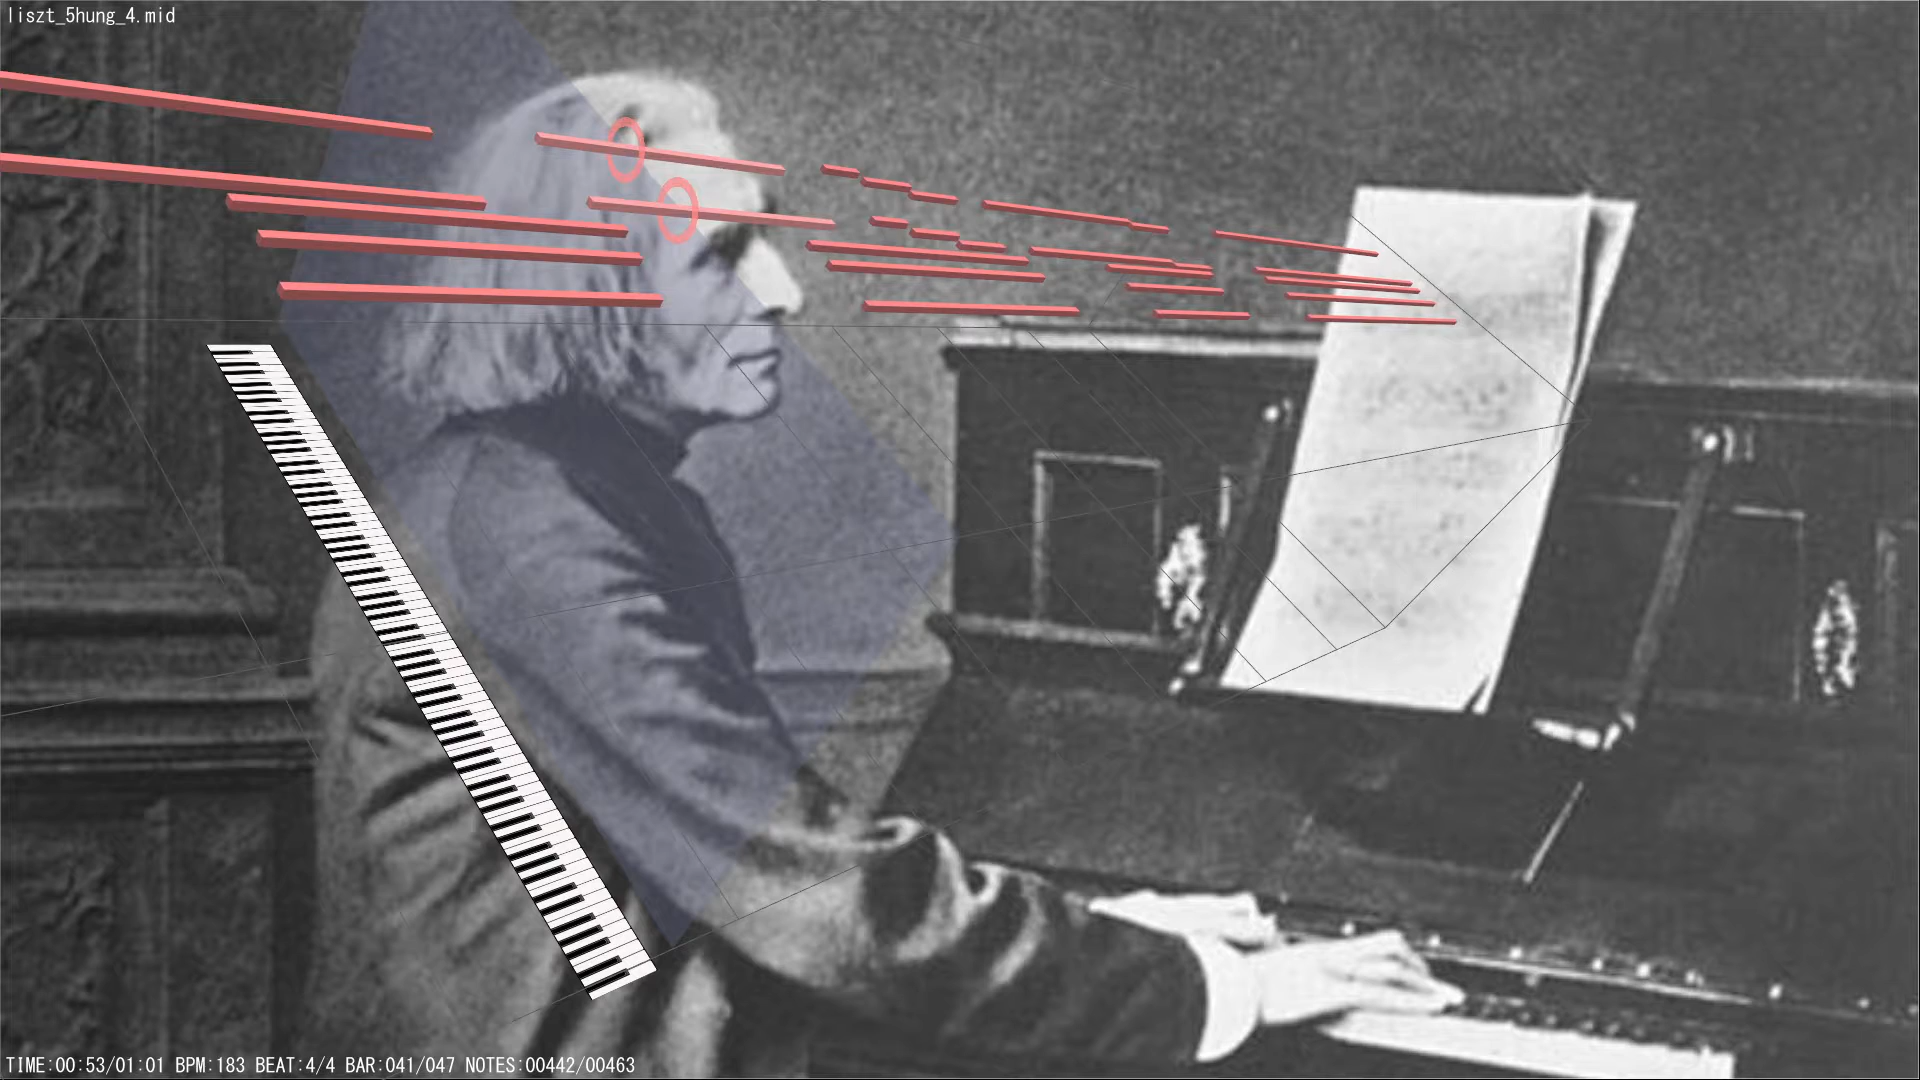 liszt_5hung_4.mid
TIME:00:53/01:01 BPM:183 BEAT:4/4 BAR:041/047 NOTES:00442/00463